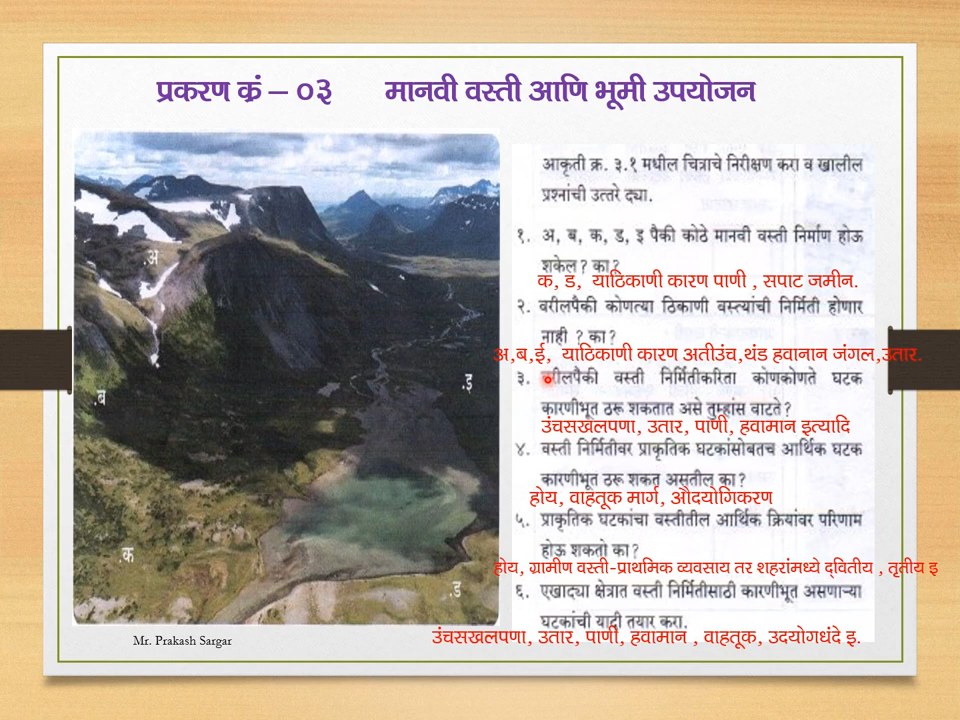 प्रकरण क्रं – ०३ मानवी वस्ती आणि भूमी उपयोजन
.अ
.ब
.इ
.क
.ड
Mr. Prakash Sargar
आकृती क्र. ३.१ मधील चित्राचे निरीक्षण करा व खालील
प्रश्नांची उत्तरे द्या.
१. अ, ब, क, ड, इ पैकी कोठे मानवी वस्ती निर्माण होऊ
शकेल? का?
क, ड, याठिकाणी कारण पाणी , सपाट जमीन.
२. वरीलपैकी कोणत्या ठिकाणी वस्त्यांची निर्मिती होणार
नाही ? का?
अ,ब,ई, याठिकाणी कारण अतीउंच,थंड हवानान जंगल,उतार.
३. वरीलपैकी वस्ती निर्मितीकरिता कोणकोणते घटक
कारणीभूत ठरू शकतात असे तुम्हांस वाटते?
उंचसखलपणा, उतार, पाणी, हवामान इत्यादि
४. वस्ती निर्मितीवर प्राकृतिक घटकांसोबतच आर्थिक घटक
कारणीभूत ठरू शकत असतील का?
होय, वाहतूक मार्ग, औदयोगिकरण
५. प्राकृतिक घटकांचा वस्तीतील आर्थिक क्रियांवर परिणाम
होऊ शकतो का?
होय, ग्रामीण वस्ती-प्राथमिक व्यवसाय तर शहरांमध्ये द्वितीय , तृतीय इ
६. एखाद्या क्षेत्रात वस्ती निर्मितीसाठी कारणीभूत असणाऱ्या
घटकांची यादी तयार करा.
उंचसखलपणा, उतार, पाणी, हवामान , वाहतूक, उदयोगधंदे इ.